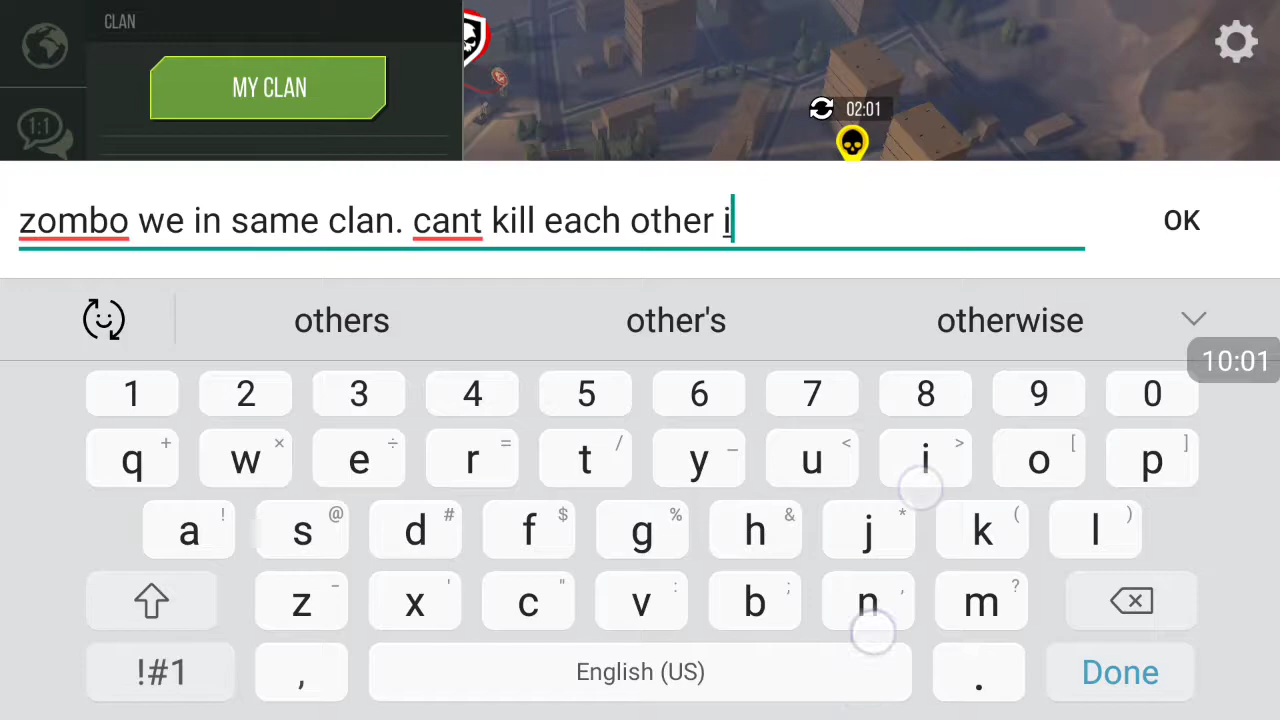 CLAN
MY CLAN
1:1
02:01
zombo we in same clan. cant kill each other i
OK
others other's otherwise
10:01
1 2 3 4 5 6 7 8 9 0
q + w × e ÷ r = t / y _ u < i > o [ p ]
a ! s @ d # f $ g % h & j * k ( l )
z - x ' c " v : b ; n , m ?
!#1 , English (US) . Done